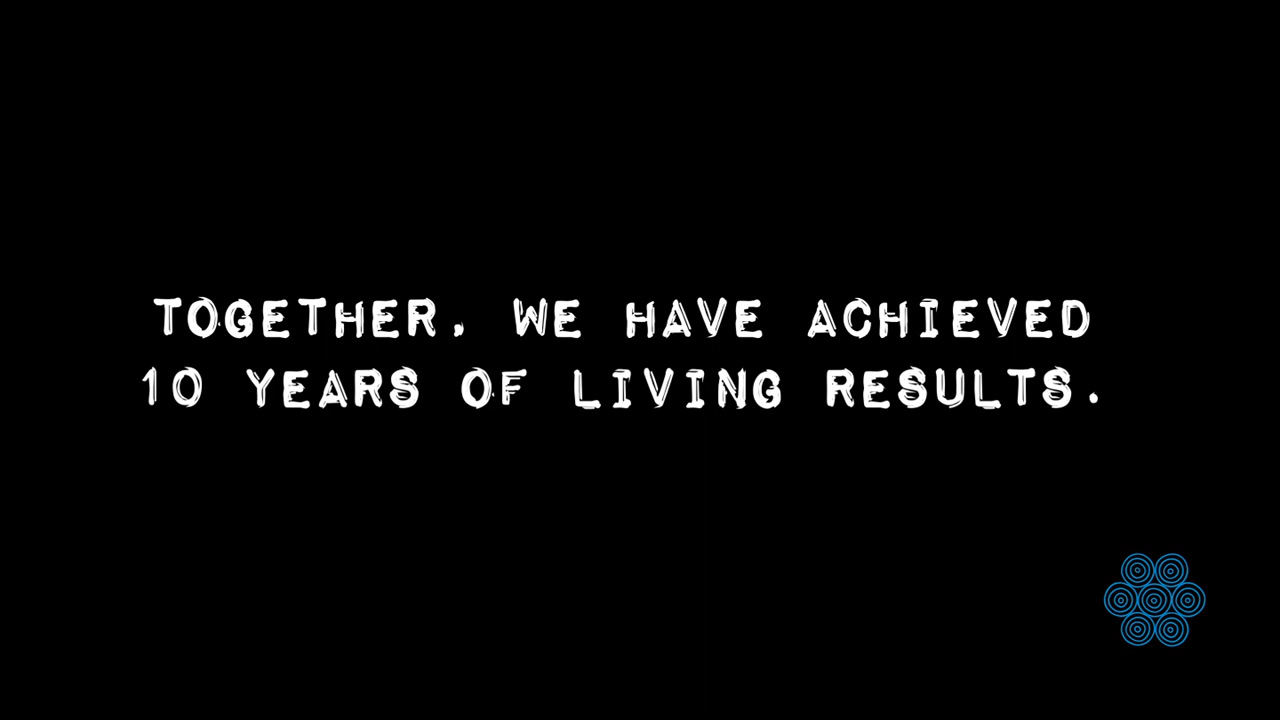 TOGETHER, WE HAVE ACHIEVED
10 YEARS OF LIVING RESULTS.